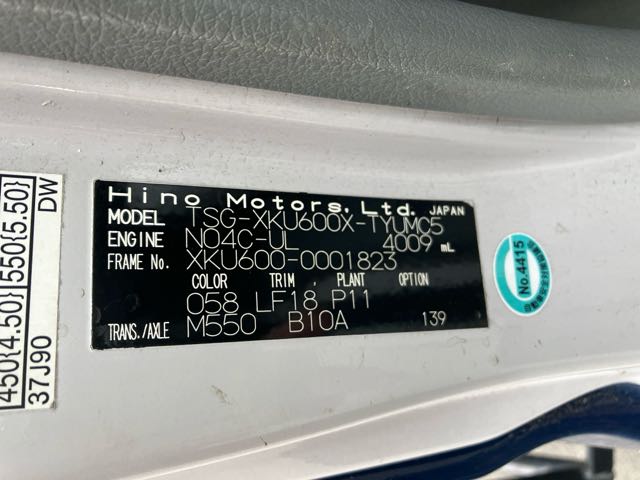 Hino Motors, Ltd. JAPAN
MODEL TSG-XKU600X-TYUMC5
ENGINE N04C-UL 4009 mL
FRAME No. XKU600-0001823
COLOR TRIM, PLANT OPTION
058 LF18 P11
TRANS./AXLE M550 B10A 139
450{4.50} 550{5.50}
37J90 DW
No.4415